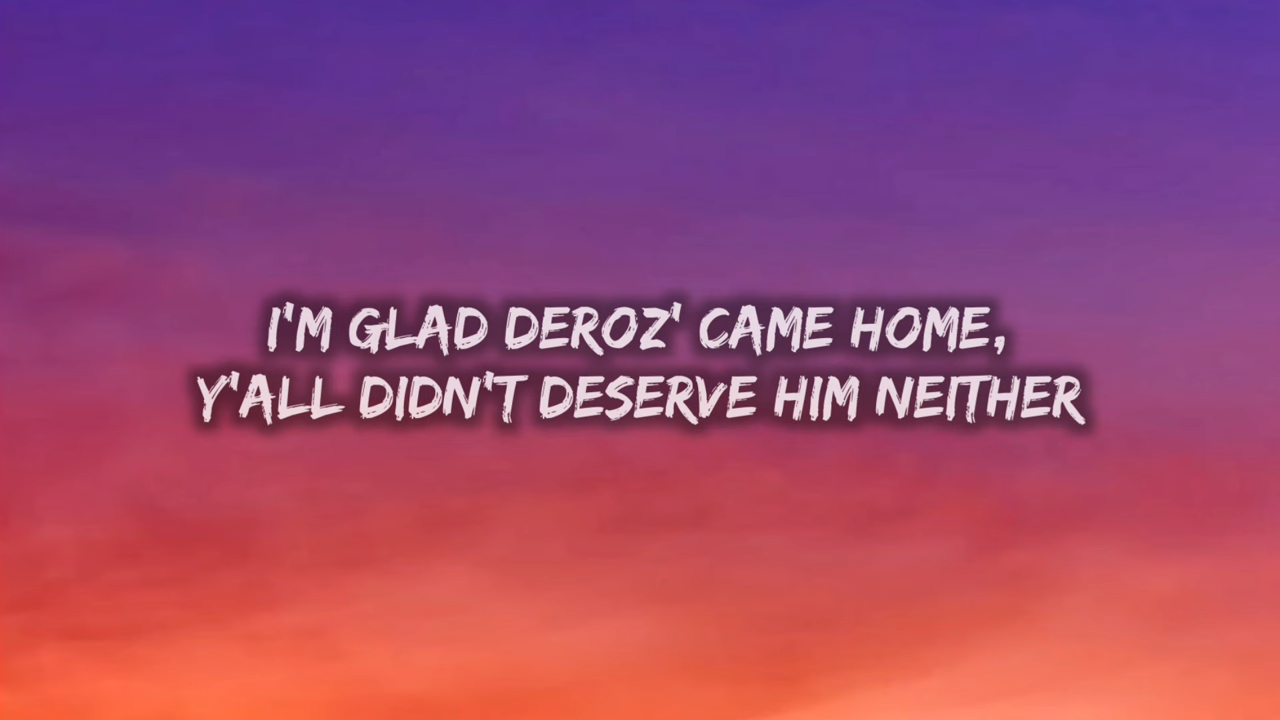 I'M GLAD DEROZ' CAME HOME,
Y'ALL DIDN'T DESERVE HIM NEITHER